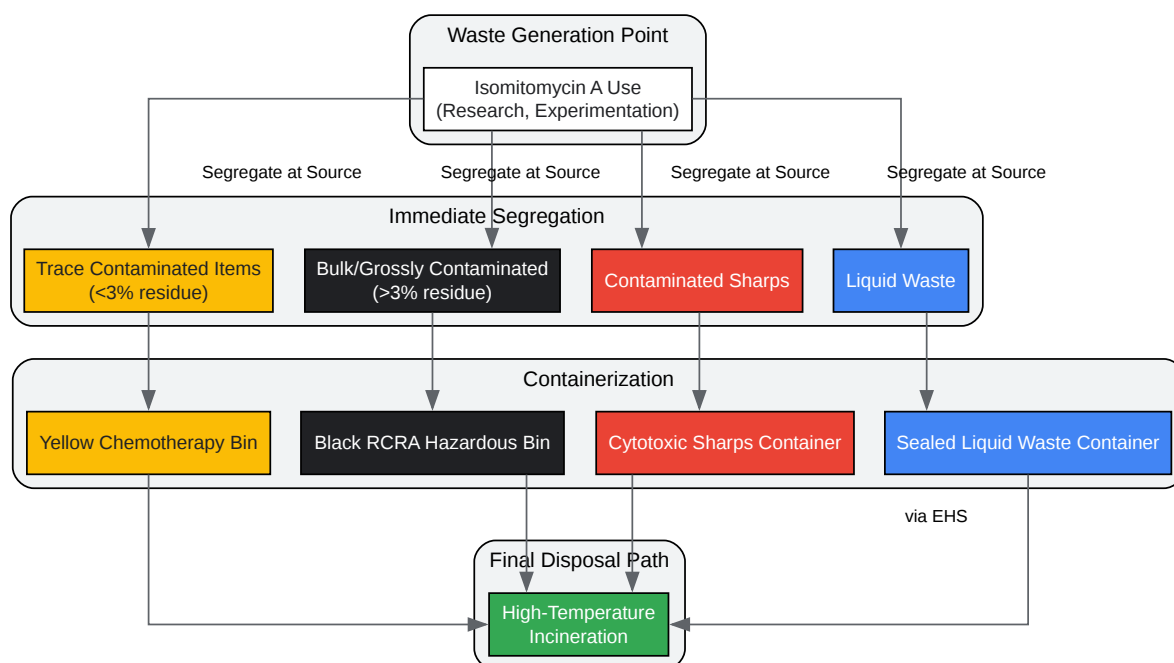 Waste Generation Point
Isomitomycin A Use
(Research, Experimentation)
Segregate at Source
Segregate at Source
Segregate at Source
Segregate at Source
Immediate Segregation
Trace Contaminated Items
(<3% residue)
Bulk/Grossly Contaminated
(>3% residue)
Contaminated Sharps
Liquid Waste
Containerization
Yellow Chemotherapy Bin
Black RCRA Hazardous Bin
Cytotoxic Sharps Container
Sealed Liquid Waste Container
via EHS
Final Disposal Path
High-Temperature
Incineration